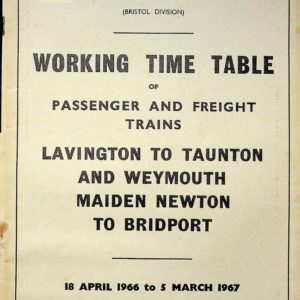 (BRISTOL DIVISION)
WORKING TIME TABLE
OF
PASSENGER AND FREIGHT
TRAINS
LAVINGTON TO TAUNTON
AND WEYMOUTH
MAIDEN NEWTON
TO BRIDPORT
18 APRIL 1966 to 5 MARCH 1967